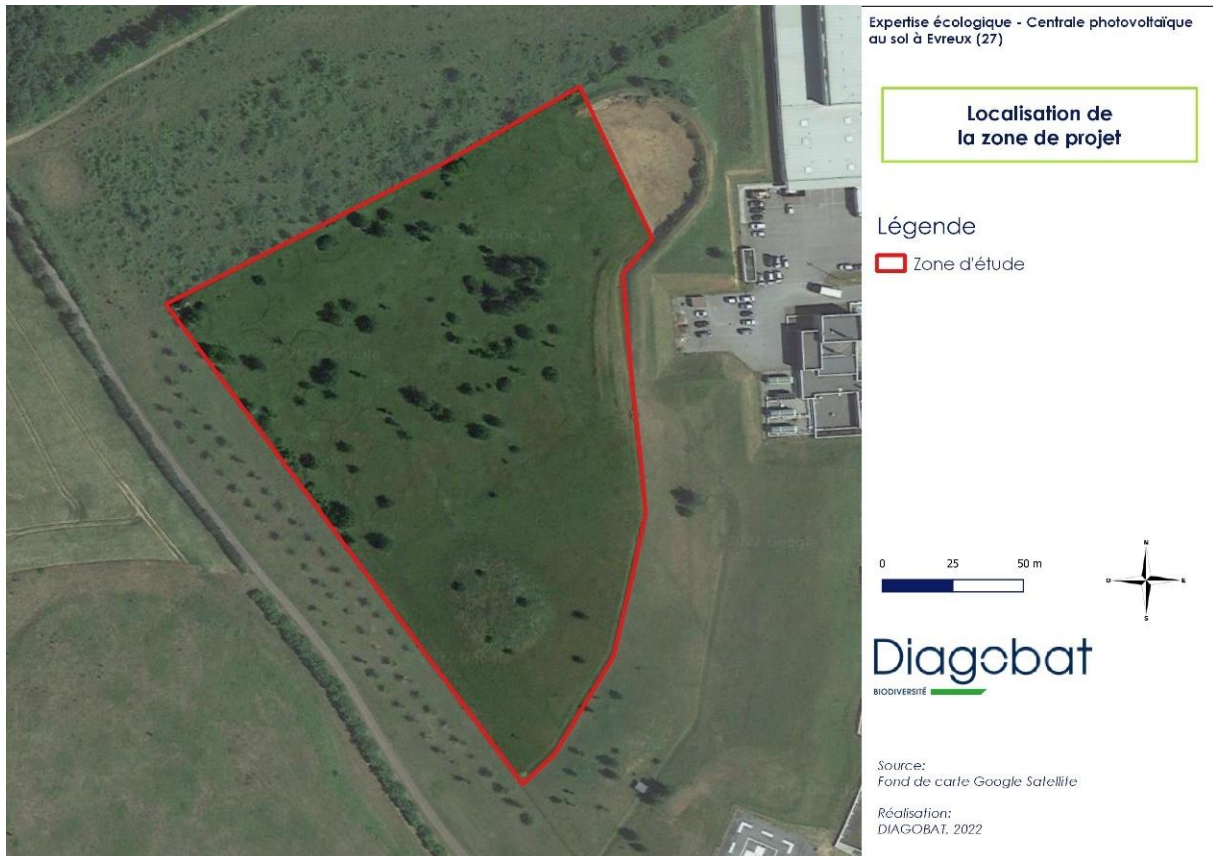 Expertise écologique - Centrale photovoltaïque
au sol à Evreux (27)
Localisation de
la zone de projet
Légende
Zone d'étude
0 25 50 m
N
O E
S
Diagobat
BIODIVERSITÉ
Source:
Fond de carte Google Satellite
Réalisation:
DIAGOBAT, 2022